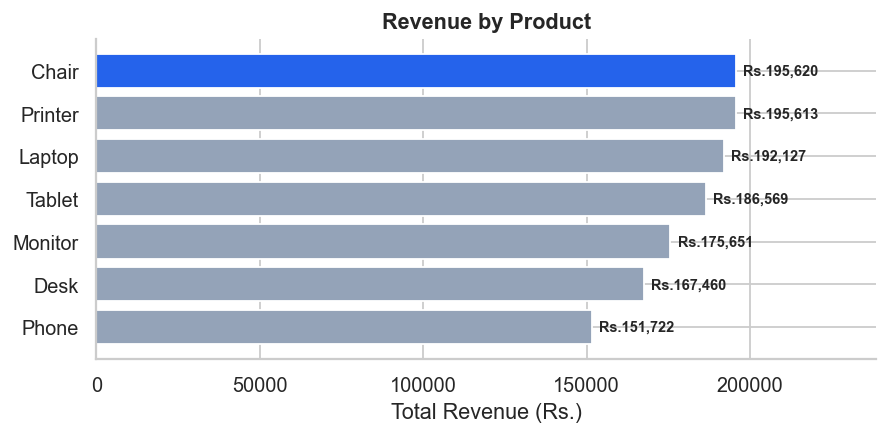 Revenue by Product
Chair Rs.195,620
Printer Rs.195,613
Laptop Rs.192,127
Tablet Rs.186,569
Monitor Rs.175,651
Desk Rs.167,460
Phone Rs.151,722
0 50000 100000 150000 200000
Total Revenue (Rs.)